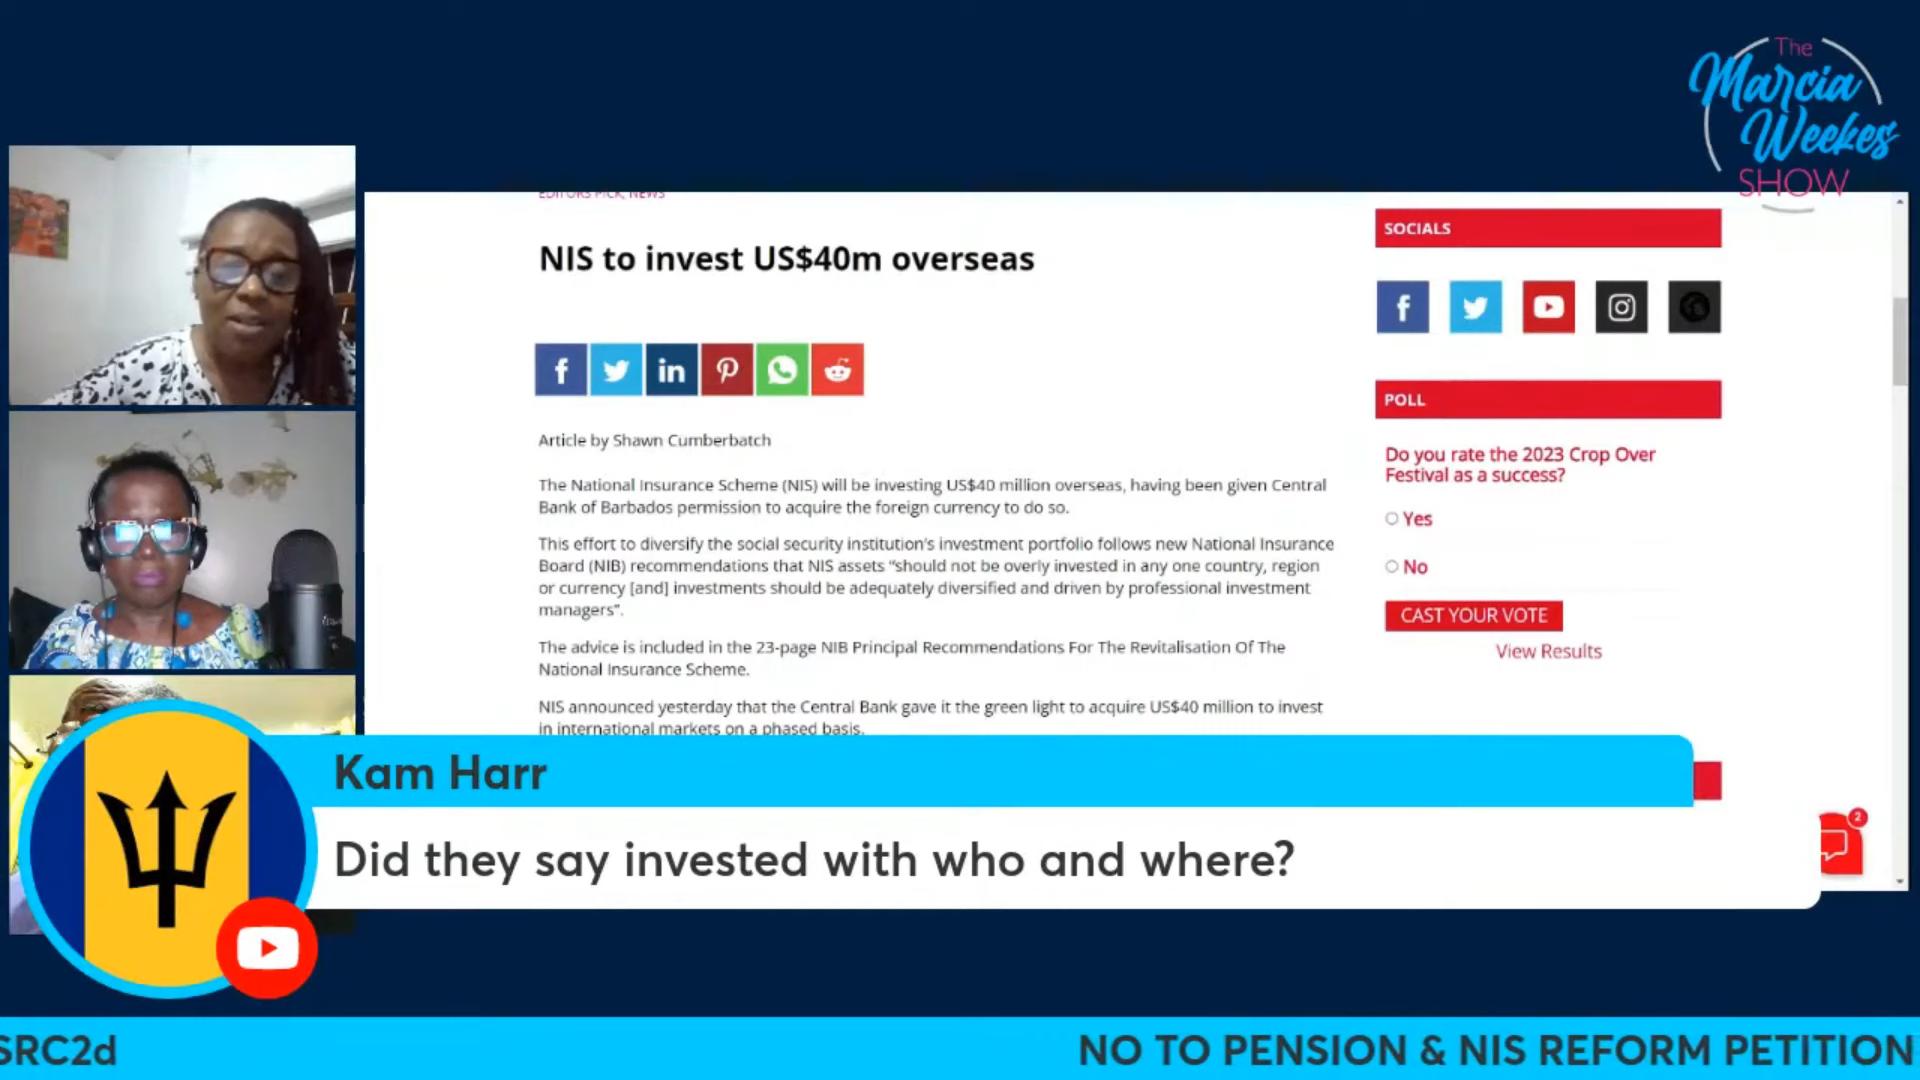 The
Marcia
Weekes
SHOW
EDITORS PICK, NEWS
NIS to invest US$40m overseas
Article by Shawn Cumberbatch
The National Insurance Scheme (NIS) will be investing US$40 million overseas, having been given Central
Bank of Barbados permission to acquire the foreign currency to do so.
This effort to diversify the social security institution's investment portfolio follows new National Insurance
Board (NIB) recommendations that NIS assets “should not be overly invested in any one country, region
or currency [and] investments should be adequately diversified and driven by professional investment
managers”.
The advice is included in the 23-page NIB Principal Recommendations For The Revitalisation Of The
National Insurance Scheme.
NIS announced yesterday that the Central Bank gave it the green light to acquire US$40 million to invest
in international markets on a phased basis.
SOCIALS
POLL
Do you rate the 2023 Crop Over
Festival as a success?
Yes
No
CAST YOUR VOTE
View Results
2
Kam Harr
Did they say invested with who and where?
SRC2d
NO TO PENSION & NIS REFORM PETITION